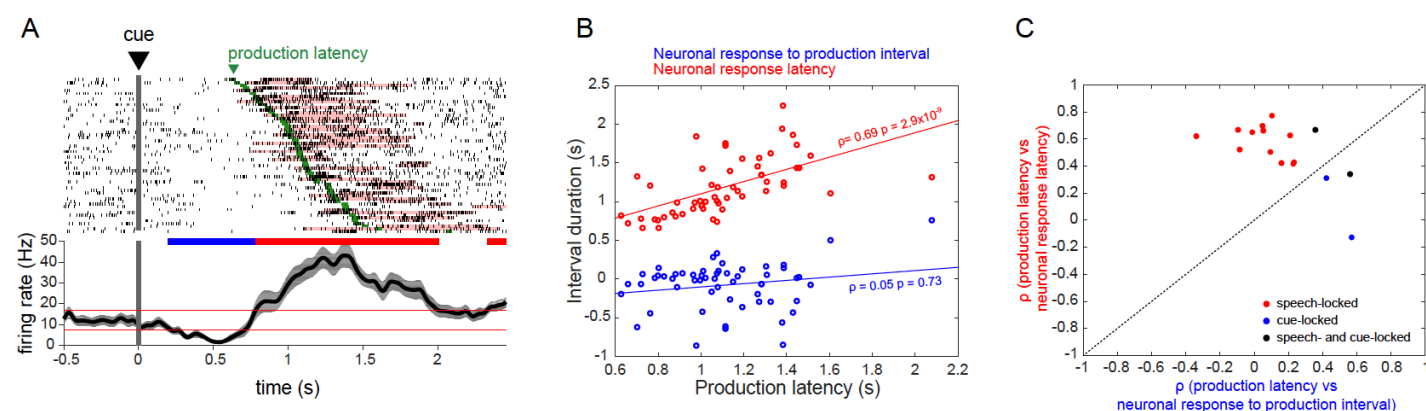 A
cue
production latency
50
40
30
20
10
0
firing rate (Hz)
-0.5
0
0.5
1
1.5
2
time (s)
B
Neuronal response to production interval
Neuronal response latency
2.5
2
1.5
1
0.5
0
-0.5
-1
Interval duration (s)
ρ= 0.69 p = 2.9x10⁻⁹
ρ = 0.05 p = 0.73
0.6
0.8
1.0
1.2
1.4
1.6
1.8
2.0
2.2
Production latency (s)
C
1
0.8
0.6
0.4
0.2
0
-0.2
-0.4
-0.6
-0.8
-1
ρ (production latency vs
neuronal response latency)
speech-locked
cue-locked
speech- and cue-locked
-1
-0.8
-0.6
-0.4
-0.2
0
0.2
0.4
0.6
0.8
1
ρ (production latency vs
neuronal response to production interval)